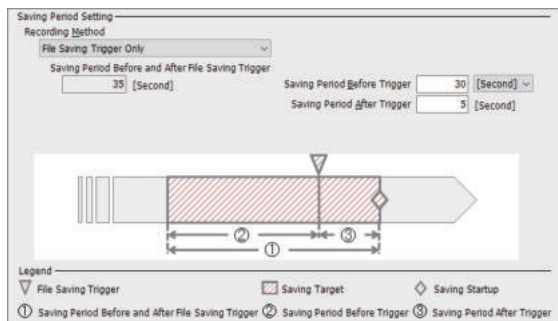 Saving Period Setting
Recording Method
File Saving Trigger Only
Saving Period Before and After File Saving Trigger
35 [Second]
Saving Period Before Trigger 30 [Second]
Saving Period After Trigger 5 [Second]
② ③
①
Legend
File Saving Trigger Saving Target Saving Startup
① Saving Period Before and After File Saving Trigger ② Saving Period Before Trigger ③ Saving Period After Trigger